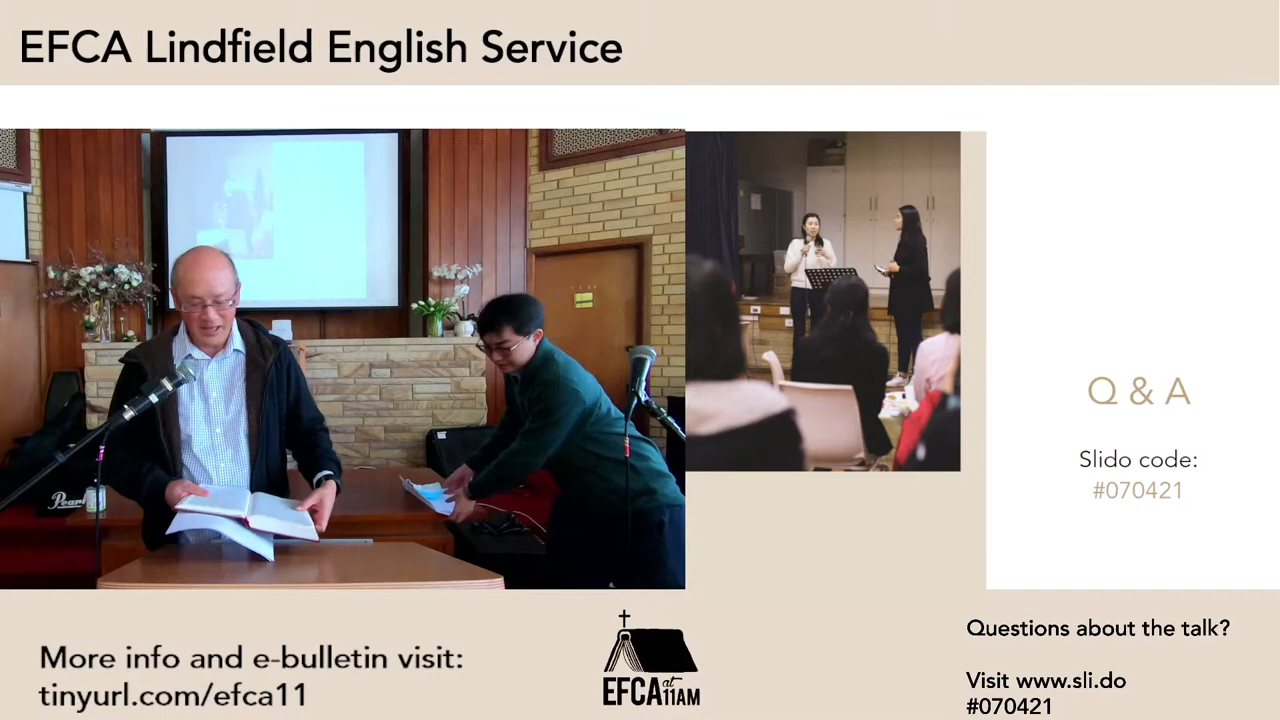 EFCA Lindfield English Service
Pearl
Q & A
Slido code:
#070421
More info and e-bulletin visit:
tinyurl.com/efca11
EFCA at 11AM
Questions about the talk?
Visit www.sli.do
#070421